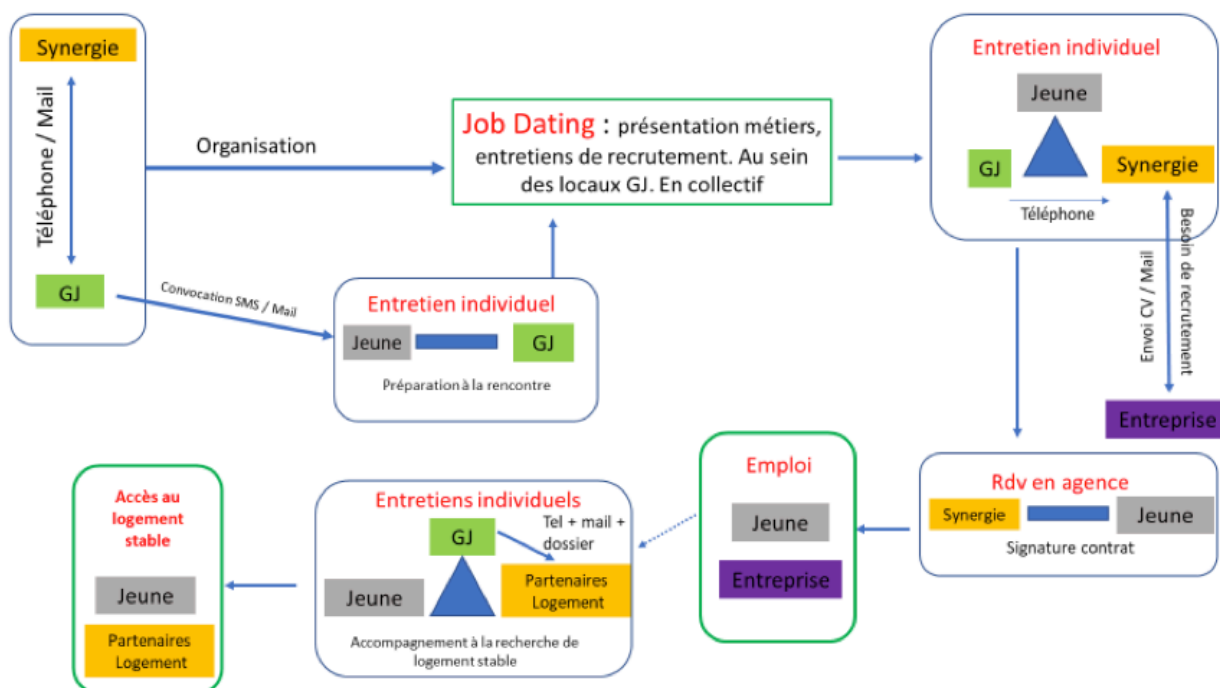 Synergie
Téléphone / Mail
GJ
Organisation
Convocation SMS / Mail
Job Dating : présentation métiers,
entretiens de recrutement. Au sein
des locaux GJ. En collectif
Entretien individuel
Jeune
GJ
Préparation à la rencontre
Entretien individuel
Jeune
GJ
Synergie
Téléphone
Envoi CV / Mail
Besoin de recrutement
Entreprise
Rdv en agence
Synergie
Jeune
Signature contrat
Emploi
Jeune
Entreprise
Entretiens individuels
GJ
Tel + mail +
dossier
Jeune
Partenaires
Logement
Accompagnement à la recherche de
logement stable
Accès au
logement
stable
Jeune
Partenaires
Logement